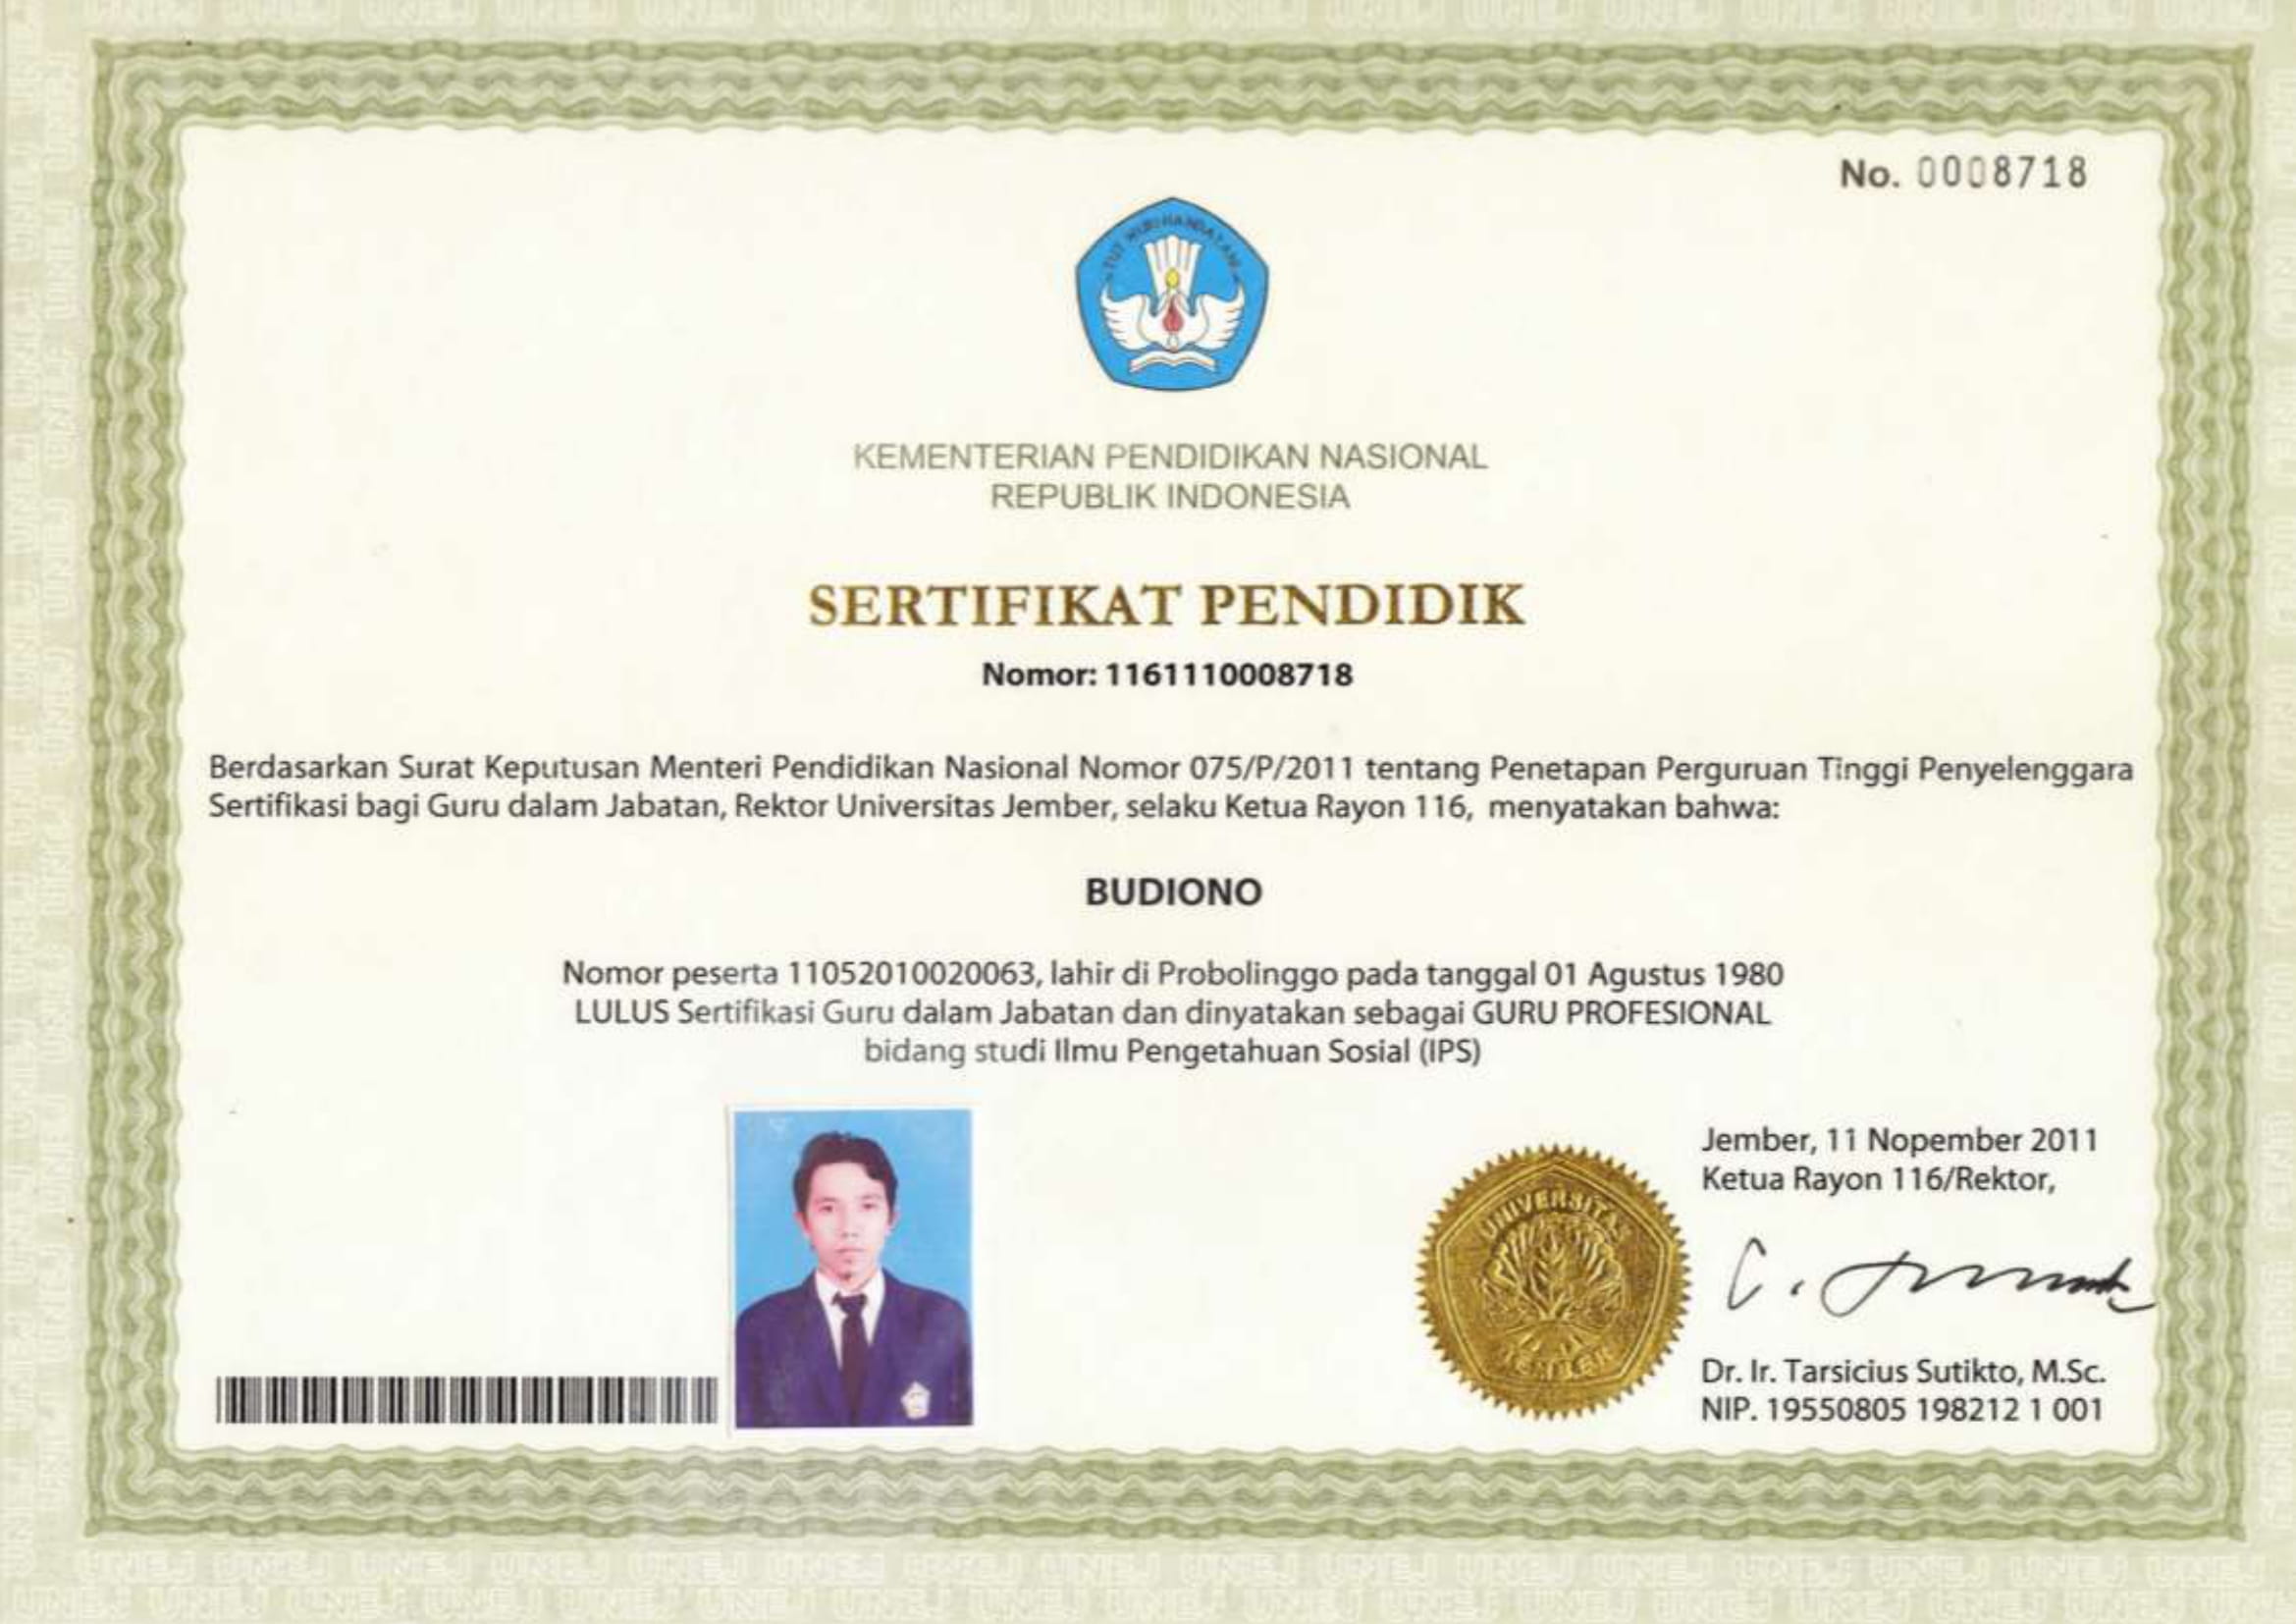 No. 0008718
TUT WURI HANDAYANI
KEMENTERIAN PENDIDIKAN NASIONAL
REPUBLIK INDONESIA
SERTIFIKAT PENDIDIK
Nomor: 1161110008718
Berdasarkan Surat Keputusan Menteri Pendidikan Nasional Nomor 075/P/2011 tentang Penetapan Perguruan Tinggi Penyelenggara
Sertifikasi bagi Guru dalam Jabatan, Rektor Universitas Jember, selaku Ketua Rayon 116, menyatakan bahwa:
BUDIONO
Nomor peserta 11052010020063, lahir di Probolinggo pada tanggal 01 Agustus 1980
LULUS Sertifikasi Guru dalam Jabatan dan dinyatakan sebagai GURU PROFESIONAL
bidang studi Ilmu Pengetahuan Sosial (IPS)
Jember, 11 Nopember 2011
Ketua Rayon 116/Rektor,
UNIVERSITAS
JEMBER
Dr. Ir. Tarsicius Sutikto, M.Sc.
NIP. 19550805 198212 1 001